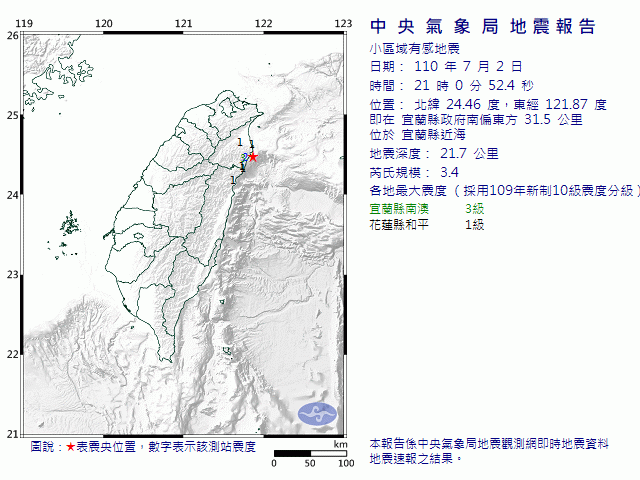 中央氣象局地震報告
小區域有感地震
日期： 110 年 7 月 2 日
時間： 21 時 0 分 52.4 秒
位置： 北緯 24.46 度，東經 121.87 度
即在 宜蘭縣政府南偏東方 31.5 公里
位於 宜蘭縣近海
地震深度： 21.7 公里
芮氏規模： 3.4
各地最大震度 （採用109年新制10級震度分級）
宜蘭縣南澳 3級
花蓮縣和平 1級
本報告係中央氣象局地震觀測網即時地震資料
地震速報之結果。
119 120 121 122 123
26
25
24
23
22
21
1
1
2
1
1
圖說：★表震央位置，數字表示該測站震度
km
0 50 100